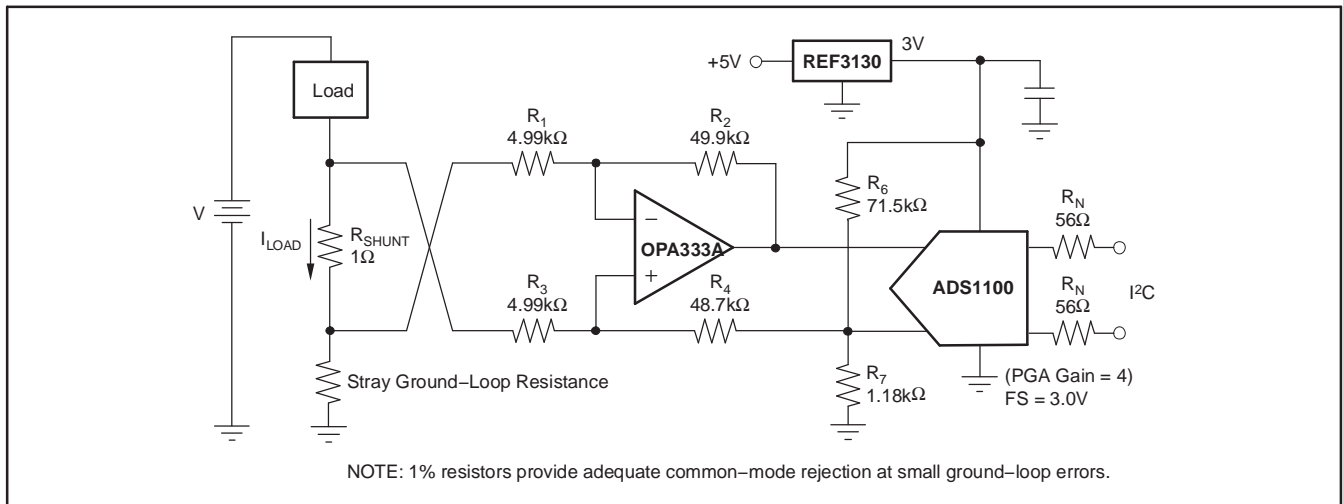 REF3130
3V
+5V
Load
R1
4.99kΩ
R2
49.9kΩ
R6
71.5kΩ
V
ILOAD
RSHUNT
1Ω
−
OPA333A
+
RN
56Ω
ADS1100
I²C
R3
4.99kΩ
R4
48.7kΩ
RN
56Ω
Stray Ground−Loop Resistance
R7
1.18kΩ
(PGA Gain = 4)
FS = 3.0V
NOTE: 1% resistors provide adequate common−mode rejection at small ground−loop errors.